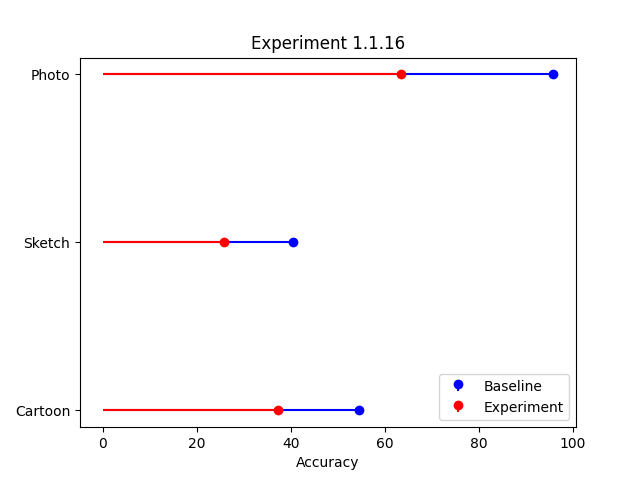 Experiment 1.1.16
Photo
Sketch
Cartoon
Baseline
Experiment
0 20 40 60 80 100
Accuracy